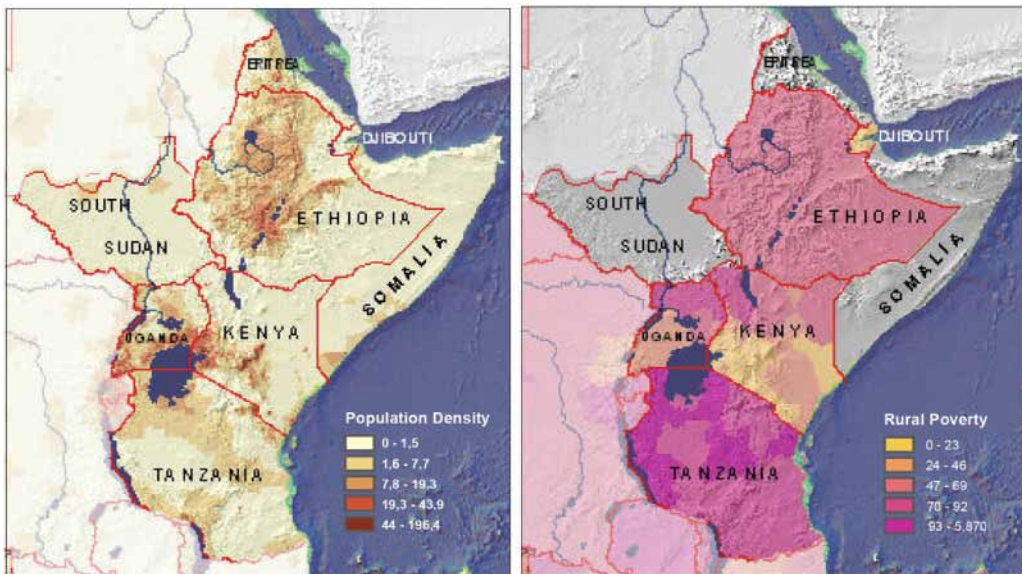 ERITREA
DJIBOUTI
SOUTH
SUDAN
ETHIOPIA
SOMALIA
UGANDA
KENYA
TANZANIA
Population Density
0 - 1,5
1,6 - 7,7
7,8 - 19,3
19,3 - 43,9
44 - 196,4
ERITREA
DJIBOUTI
SOUTH
SUDAN
ETHIOPIA
SOMALIA
UGANDA
KENYA
TANZANIA
Rural Poverty
0 - 23
24 - 46
47 - 69
70 - 92
93 - 5,870